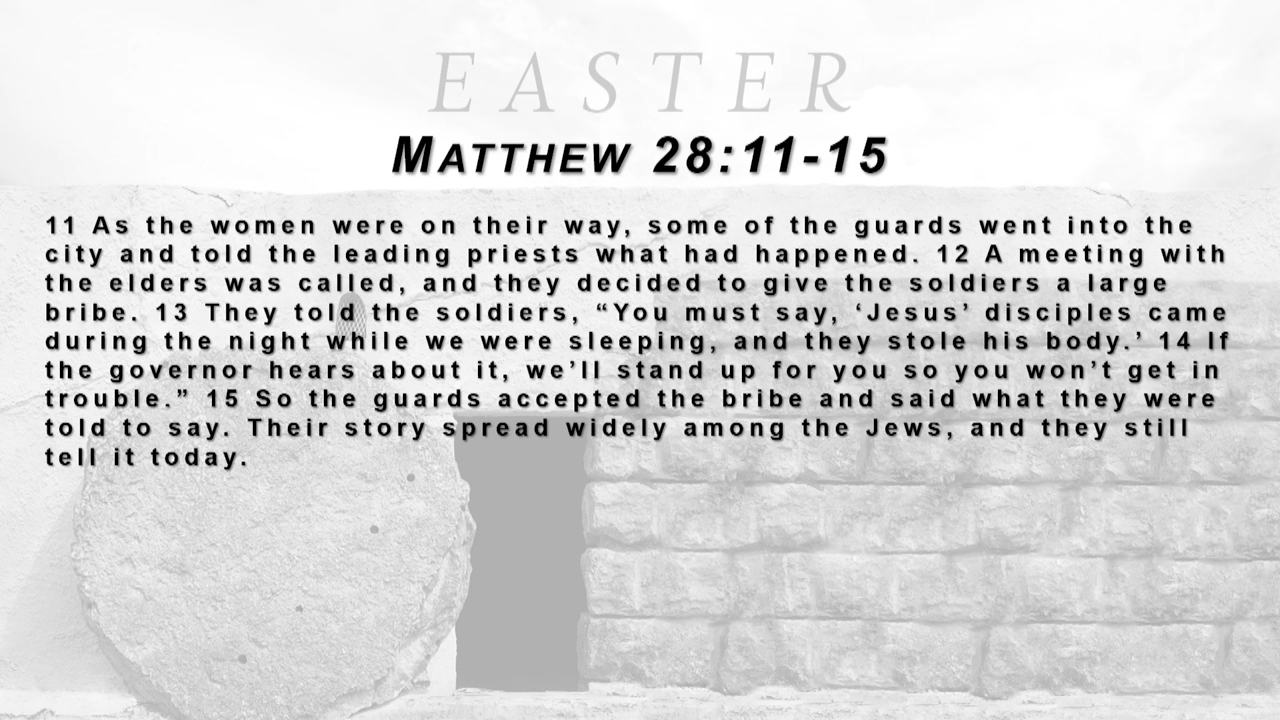 EASTER
MATTHEW 28:11-15
11 As the women were on their way, some of the guards went into the
city and told the leading priests what had happened. 12 A meeting with
the elders was called, and they decided to give the soldiers a large
bribe. 13 They told the soldiers, “You must say, ‘Jesus’ disciples came
during the night while we were sleeping, and they stole his body.’ 14 If
the governor hears about it, we’ll stand up for you so you won’t get in
trouble.” 15 So the guards accepted the bribe and said what they were
told to say. Their story spread widely among the Jews, and they still
tell it today.